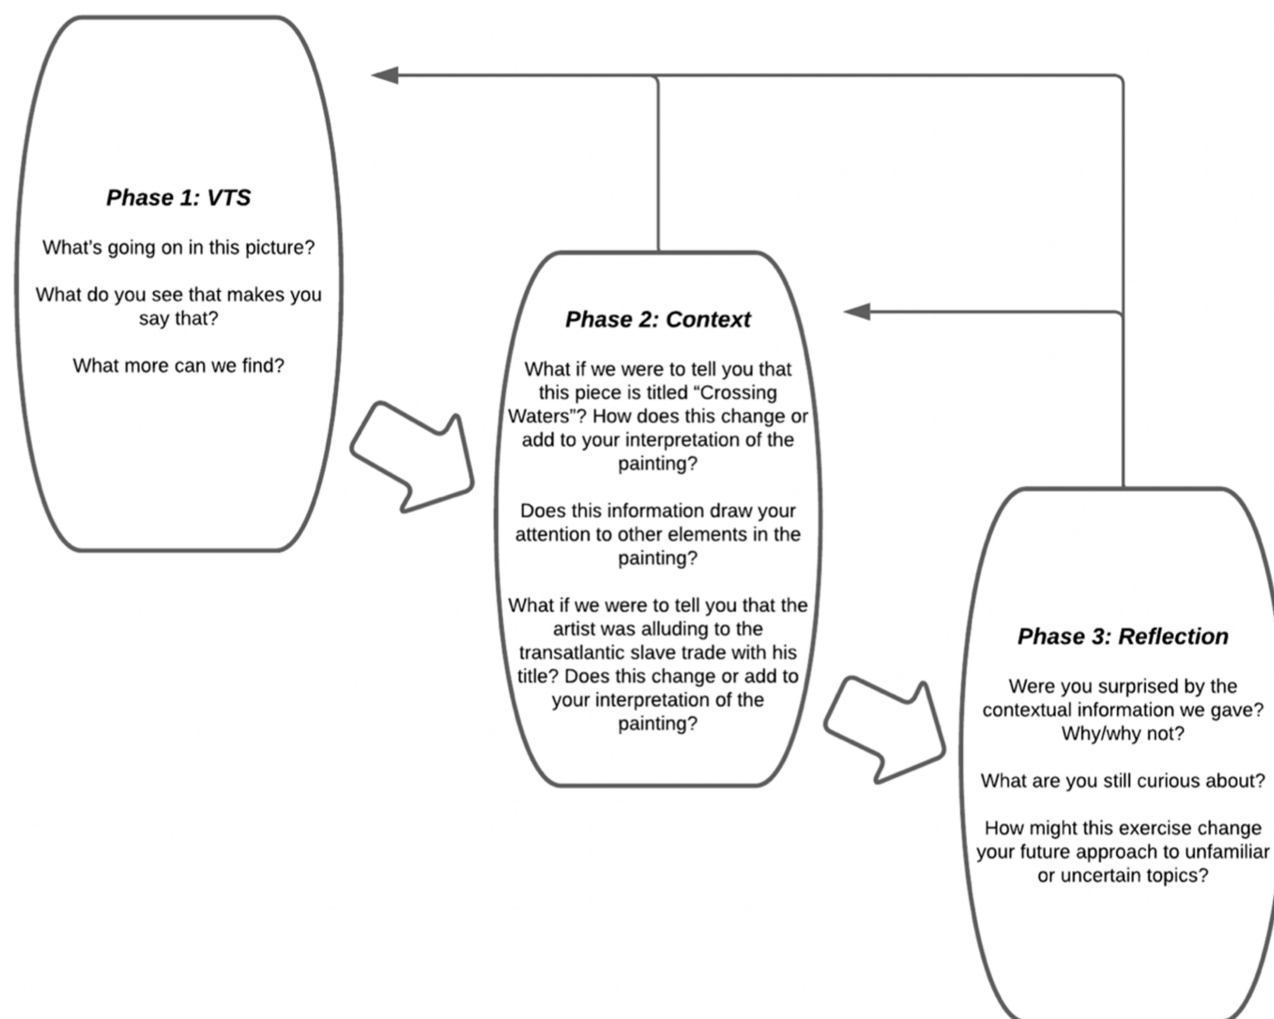 Phase 1: VTS
What's going on in this picture?
What do you see that makes you
say that?
What more can we find?
Phase 2: Context
What if we were to tell you that
this piece is titled “Crossing
Waters”? How does this change or
add to your interpretation of the
painting?
Does this information draw your
attention to other elements in the
painting?
What if we were to tell you that the
artist was alluding to the
transatlantic slave trade with his
title? Does this change or add to
your interpretation of the
painting?
Phase 3: Reflection
Were you surprised by the
contextual information we gave?
Why/why not?
What are you still curious about?
How might this exercise change
your future approach to unfamiliar
or uncertain topics?